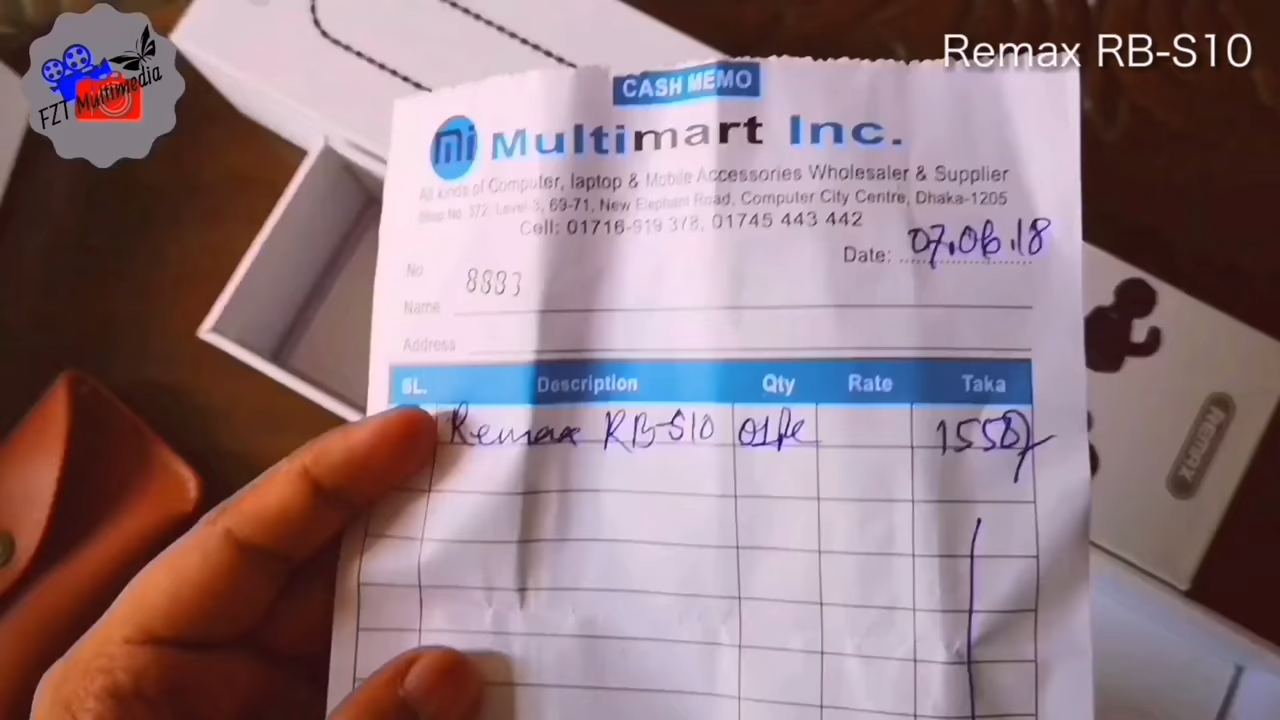 FZT Multimedia
Remax RB-S10
CASH MEMO
mi Multimart Inc.
All kinds of Computer, laptop & Mobile Accessories Wholesaler & Supplier
Shop No. 372, Level-3, 69-71, New Elephant Road, Computer City Centre, Dhaka-1205
Cell: 01716-919 378, 01745 443 442
Date: 07.06.18
No 8883
Name
Address
SL. Description Qty Rate Taka
Remax RB-S10 01Pc 1550/-
REMAX